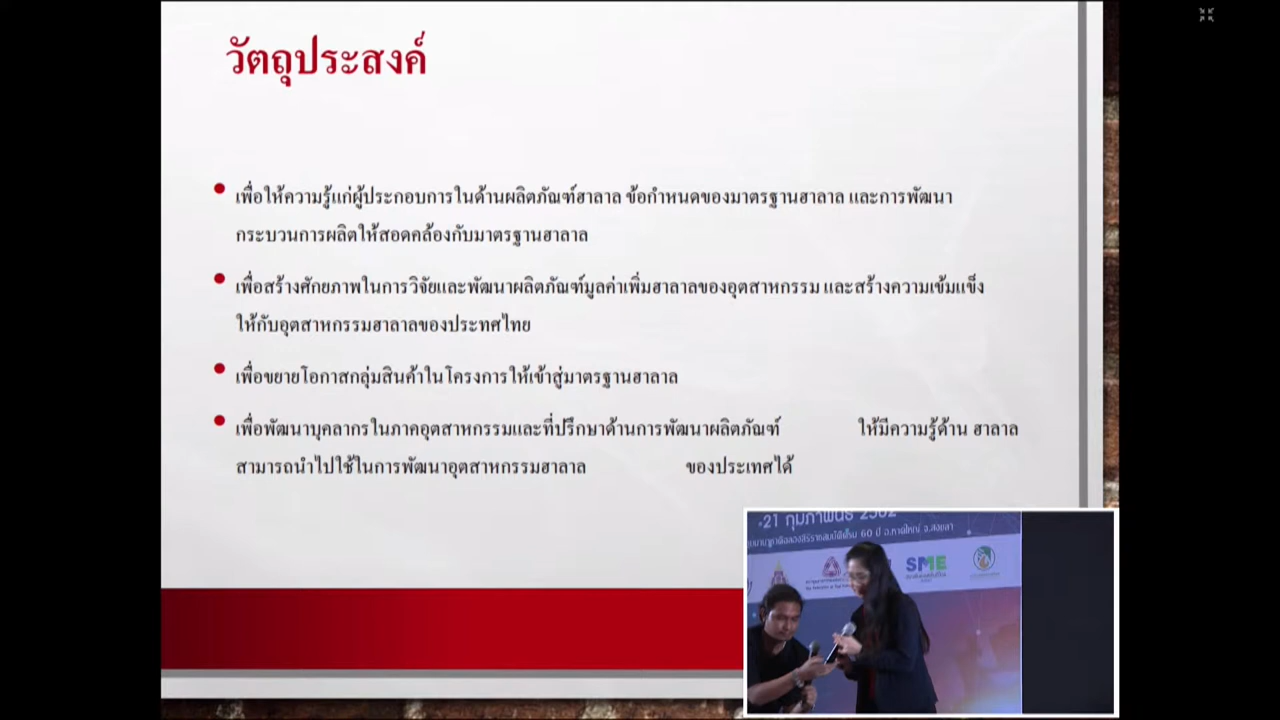 วัตถุประสงค์
เพื่อให้ความรู้แก่ผู้ประกอบการในด้านผลิตภัณฑ์ฮาลาล ข้อกำหนดของมาตรฐานฮาลาล และการพัฒนา
กระบวนการผลิตให้สอดคล้องกับมาตรฐานฮาลาล
เพื่อสร้างศักยภาพในการวิจัยและพัฒนาผลิตภัณฑ์มูลค่าเพิ่มฮาลาลของอุตสาหกรรม และสร้างความเข้มแข็ง
ให้กับอุตสาหกรรมฮาลาลของประทศไทย
เพื่อขยายโอกาสกลุ่มสินค้าในโครงการให้เข้าสู่มาตรฐานฮาลาล
เพื่อพัฒนาบุคลากรในภาคอุตสาหกรรมและที่ปรึกษาด้านการพัฒนาผลิตภัณฑ์ ให้มีความรู้ด้าน ฮาลาล
สามารถนำไปใช้ในการพัฒนาอุตสาหกรรมฮาลาล ของประเทศได้
21 กุมภาพันธ์ 2562
60 ปี อ.หาดใหญ่ จ.สงขลา
SME